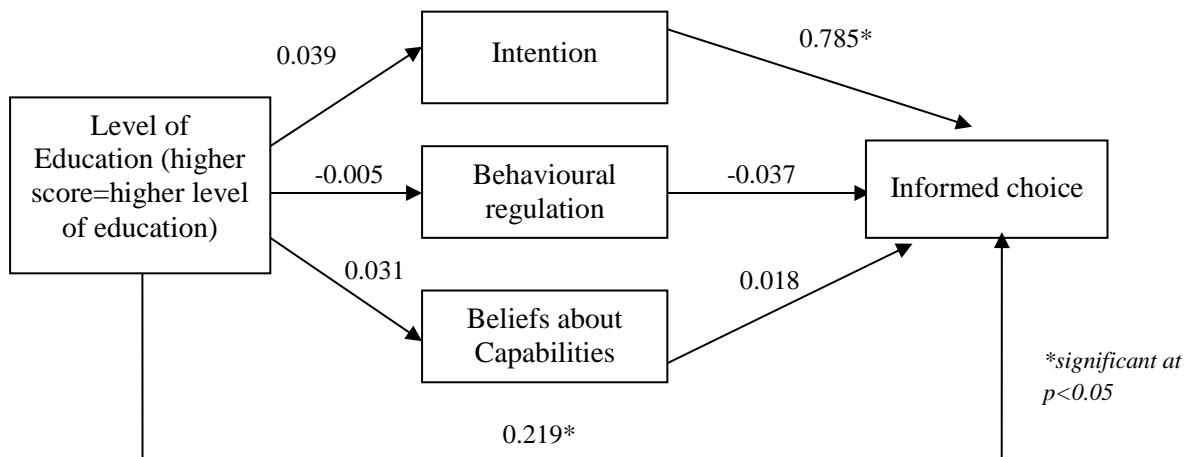 0.039
Intention
0.785*
Level of
Education (higher
score=higher level
of education)
-0.005
Behavioural
regulation
-0.037
Informed choice
0.031
Beliefs about
Capabilities
0.018
*significant at
p<0.05
0.219*